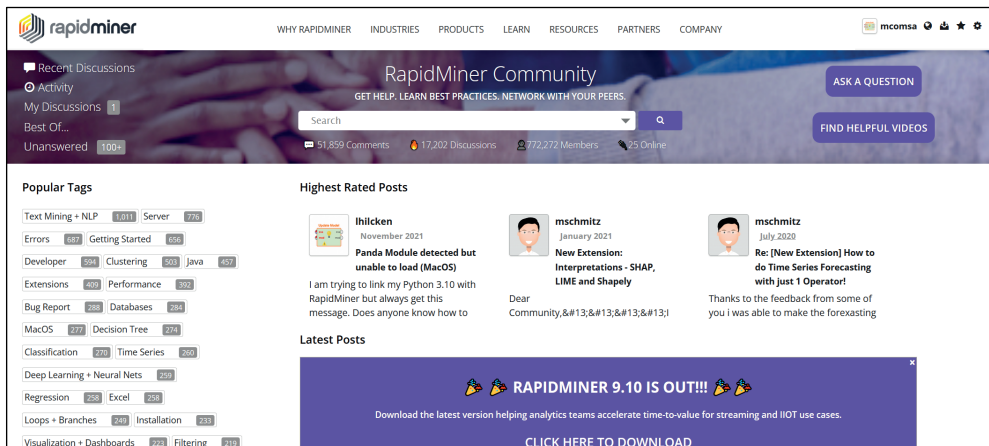 rapidminer
WHY RAPIDMINER INDUSTRIES PRODUCTS LEARN RESOURCES PARTNERS COMPANY
mcomsa
Recent Discussions
Activity
My Discussions 1
Best Of...
Unanswered 100+
RapidMiner Community
GET HELP. LEARN BEST PRACTICES. NETWORK WITH YOUR PEERS.
Search
51,859 Comments 17,202 Discussions 772,272 Members 25 Online
ASK A QUESTION
FIND HELPFUL VIDEOS
Popular Tags
Text Mining + NLP 1,011 Server 776
Errors 687 Getting Started 656
Developer 594 Clustering 503 Java 457
Extensions 409 Performance 392
Bug Report 288 Databases 284
MacOS 277 Decision Tree 274
Classification 270 Time Series 260
Deep Learning + Neural Nets 259
Regression 258 Excel 258
Loops + Branches 249 Installation 233
Visualization + Dashboards 223 Filtering 219
Highest Rated Posts
lhilcken
November 2021
Panda Module detected but
unable to load (MacOS)
I am trying to link my Python 3.10 with
RapidMiner but always get this
message. Does anyone know how to
mschmitz
January 2021
New Extension:
Interpretations - SHAP,
LIME and Shapely
Dear
Community,&#13;&#13;&#13;&#13;I
mschmitz
July 2020
Re: [New Extension] How to
do Time Series Forecasting
with just 1 Operator!
Thanks to the feedback from some of
you i was able to make the forexasting
Latest Posts
x
RAPIDMINER 9.10 IS OUT!!!
Download the latest version helping analytics teams accelerate time-to-value for streaming and IIOT use cases.
CLICK HERE TO DOWNLOAD